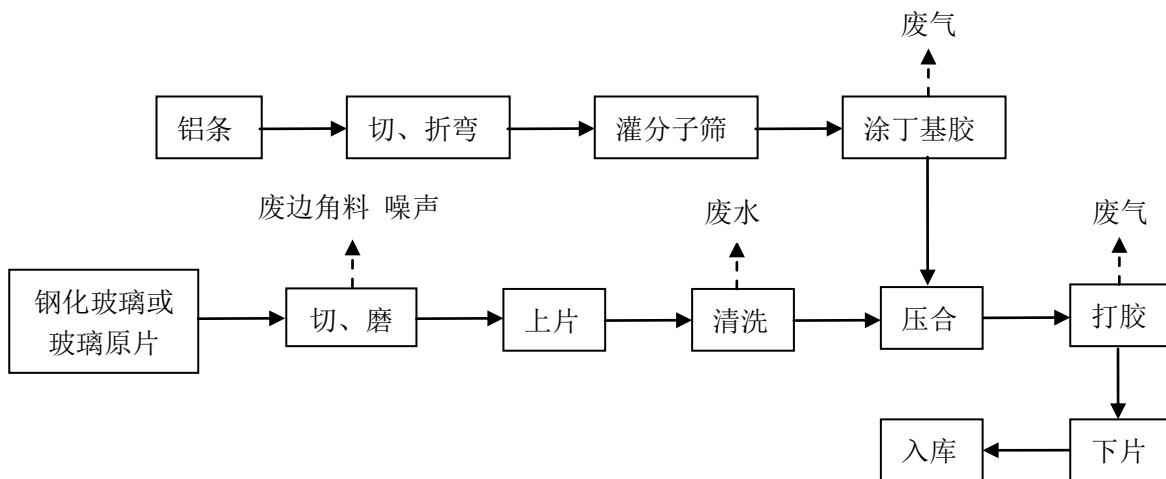 废气
铝条
切、折弯
灌分子筛
涂丁基胶
废边角料 噪声
废水
废气
钢化玻璃或
玻璃原片
切、磨
上片
清洗
压合
打胶
入库
下片